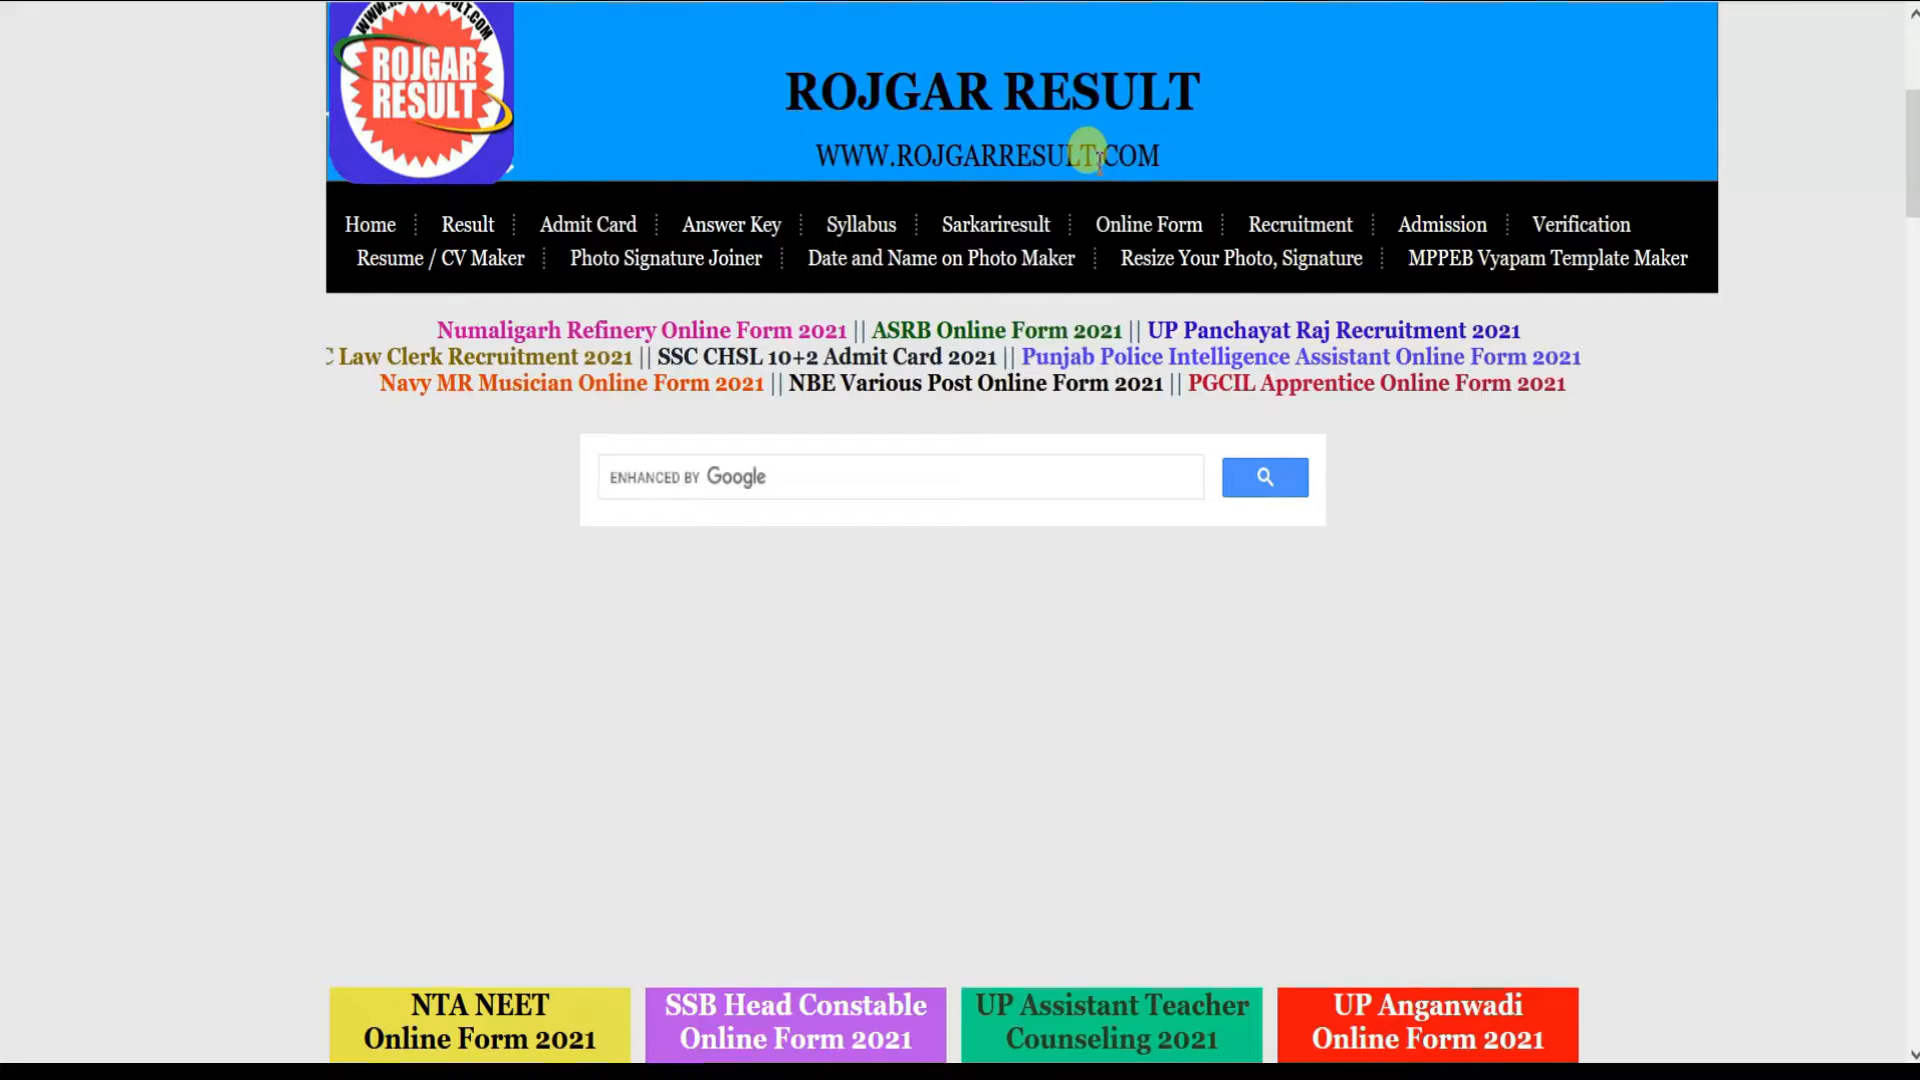 ROJGAR
RESULT
ROJGAR RESULT
WWW.ROJGARRESULT.COM
Home Result Admit Card Answer Key Syllabus Sarkariresult Online Form Recruitment Admission Verification
Resume / CV Maker Photo Signature Joiner Date and Name on Photo Maker Resize Your Photo, Signature MPPEB Vyapam Template Maker
Numaligarh Refinery Online Form 2021 || ASRB Online Form 2021 || UP Panchayat Raj Recruitment 2021
Law Clerk Recruitment 2021 || SSC CHSL 10+2 Admit Card 2021 || Punjab Police Intelligence Assistant Online Form 2021
Navy MR Musician Online Form 2021 || NBE Various Post Online Form 2021 || PGCIL Apprentice Online Form 2021
ENHANCED BY Google
NTA NEET
Online Form 2021
SSB Head Constable
Online Form 2021
UP Assistant Teacher
Counseling 2021
UP Anganwadi
Online Form 2021